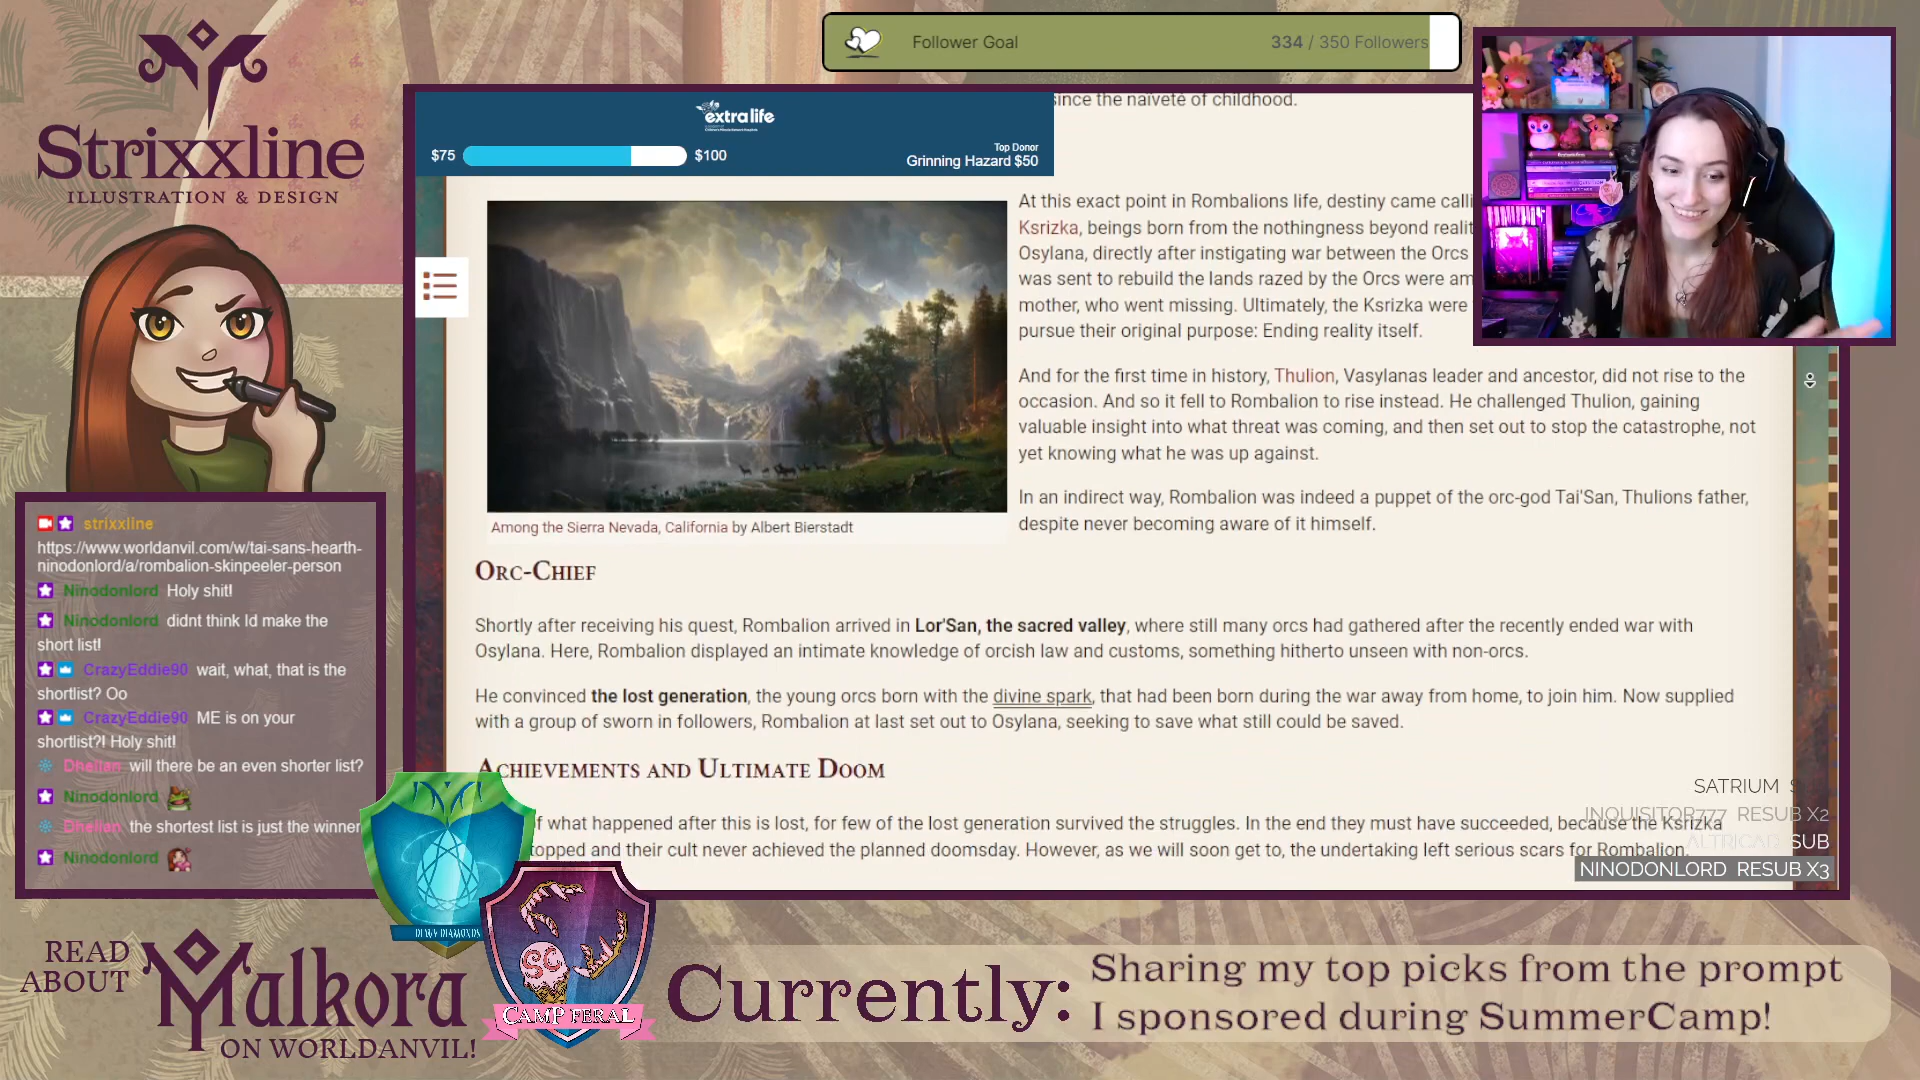 Strixxline
ILLUSTRATION & DESIGN
Follower Goal
334 / 350 Followers
extralife
$75
$100
Top Donor
Grinning Hazard $50
since the naiveté of childhood.
At this exact point in Rombalions life, destiny came calli
Ksrizka, beings born from the nothingness beyond realit
Osylana, directly after instigating war between the Orcs
was sent to rebuild the lands razed by the Orcs were am
mother, who went missing. Ultimately, the Ksrizka were
pursue their original purpose: Ending reality itself.
And for the first time in history, Thulion, Vasylanas leader and ancestor, did not rise to the
occasion. And so it fell to Rombalion to rise instead. He challenged Thulion, gaining
valuable insight into what threat was coming, and then set out to stop the catastrophe, not
yet knowing what he was up against.
In an indirect way, Rombalion was indeed a puppet of the orc-god Tai'San, Thulions father,
despite never becoming aware of it himself.
Among the Sierra Nevada, California by Albert Bierstadt
Orc-Chief
Shortly after receiving his quest, Rombalion arrived in Lor'San, the sacred valley, where still many orcs had gathered after the recently ended war with
Osylana. Here, Rombalion displayed an intimate knowledge of orcish law and customs, something hitherto unseen with non-orcs.
He convinced the lost generation, the young orcs born with the divine spark, that had been born during the war away from home, to join him. Now supplied
with a group of sworn in followers, Rombalion at last set out to Osylana, seeking to save what still could be saved.
Achievements and Ultimate Doom
of what happened after this is lost, for few of the lost generation survived the struggles. In the end they must have succeeded, because the Ksrizka
topped and their cult never achieved the planned doomsday. However, as we will soon get to, the undertaking left serious scars for Rombalion.
SATRIUM
INQUISITOR777 RESUB X2
SUB
NINODONLORD RESUB X3
strixxline
https://www.worldanvil.com/w/tai-sans-hearth-
ninodonlord/a/rombalion-skinpeeler-person
Ninodonlord Holy shit!
Ninodonlord didnt think Id make the
short list!
CrazyEddie90 wait, what, that is the
shortlist? Oo
CrazyEddie90 ME is on your
shortlist?! Holy shit!
Dhelian will there be an even shorter list?
Ninodonlord
Dhelian the shortest list is just the winner
Ninodonlord
DEWY DIAMONDS
SC
CAMP FERAL
READ
ABOUT
Malkora
ON WORLDANVIL!
Currently:
Sharing my top picks from the prompt
I sponsored during SummerCamp!